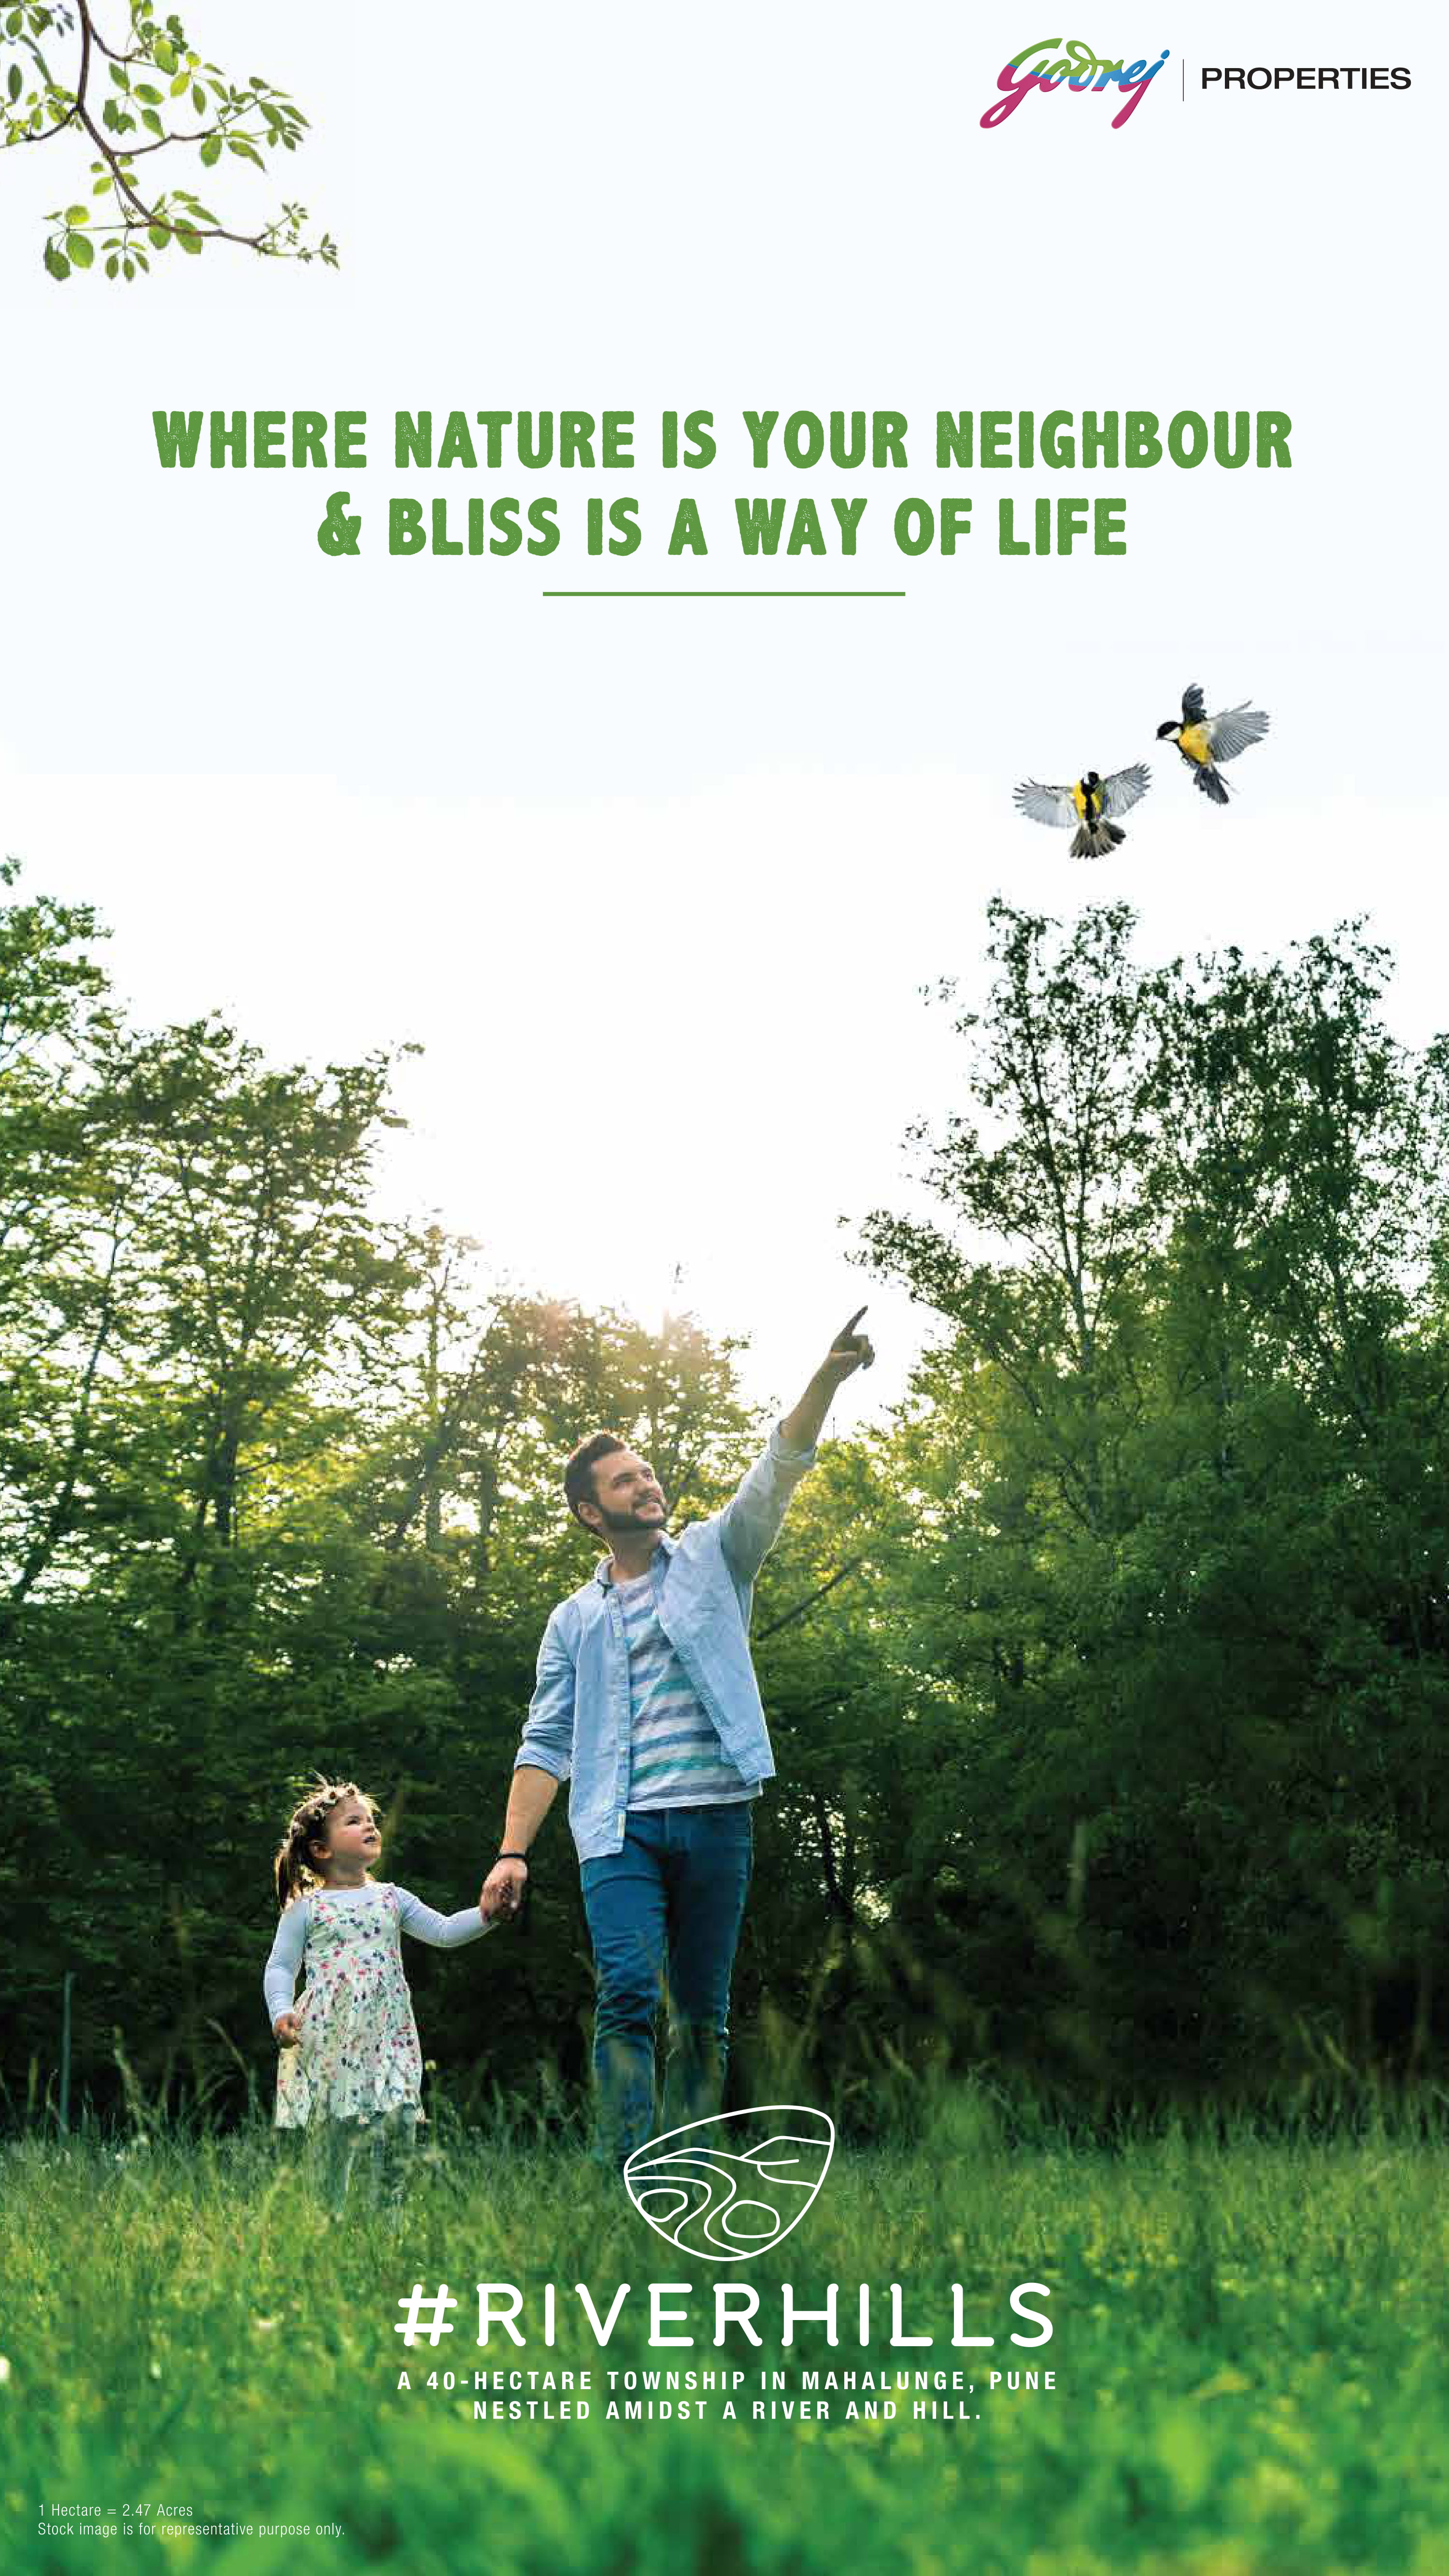 Godrej | PROPERTIES
WHERE NATURE IS YOUR NEIGHBOUR
& BLISS IS A WAY OF LIFE
#RIVERHILLS
A 40-HECTARE TOWNSHIP IN MAHALUNGE, PUNE
NESTLED AMIDST A RIVER AND HILL.
1 Hectare = 2.47 Acres
Stock image is for representative purpose only.